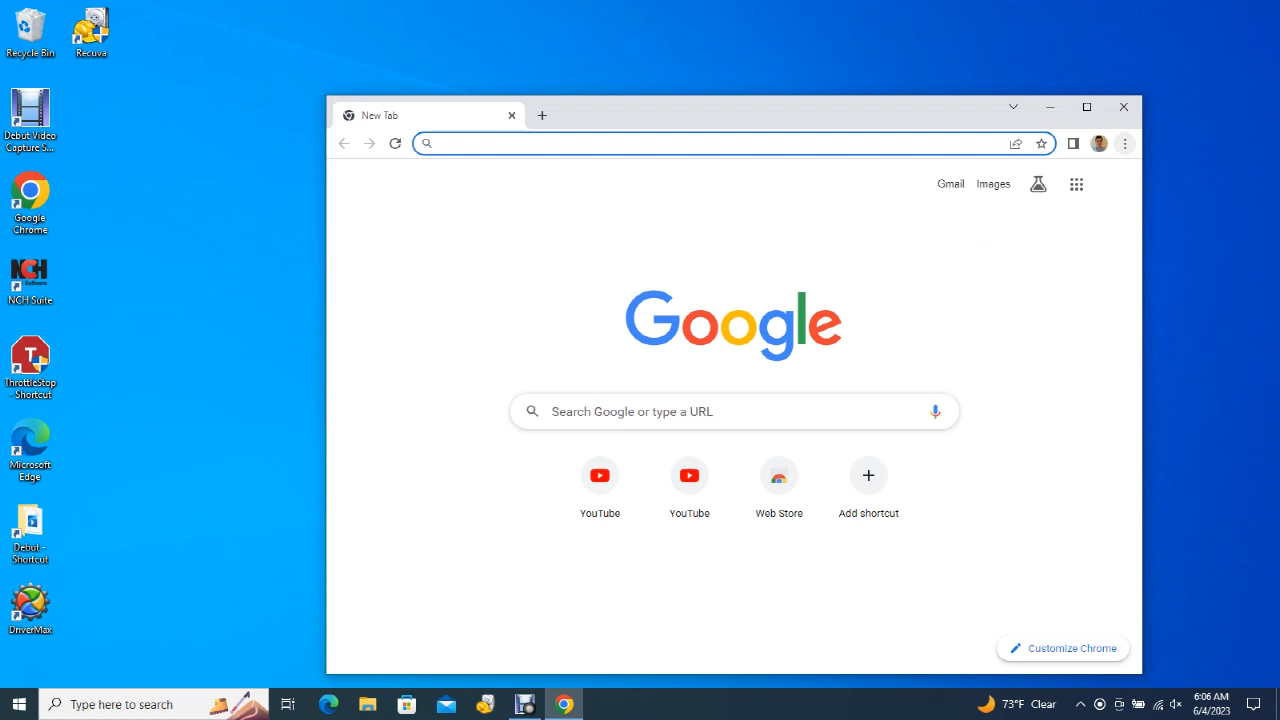 Recycle Bin
Recuva
Debut Video
Capture S...
Google
Chrome
NCH
Software
NCH Suite
T
ThrottleStop
- Shortcut
Microsoft
Edge
Debut -
Shortcut
DriverMax
New Tab
Gmail
Images
Google
Search Google or type a URL
YouTube
YouTube
Web Store
Add shortcut
Customize Chrome
Type here to search
73°F Clear
6:06 AM
6/4/2023